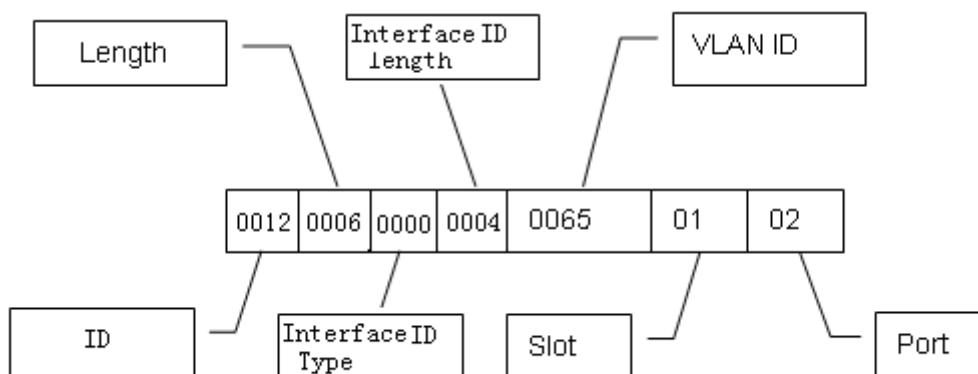 Length
Interface ID
length
VLAN ID
0012 0006 0000 0004 0065 01 02
ID
Interface ID
Type
Slot
Port